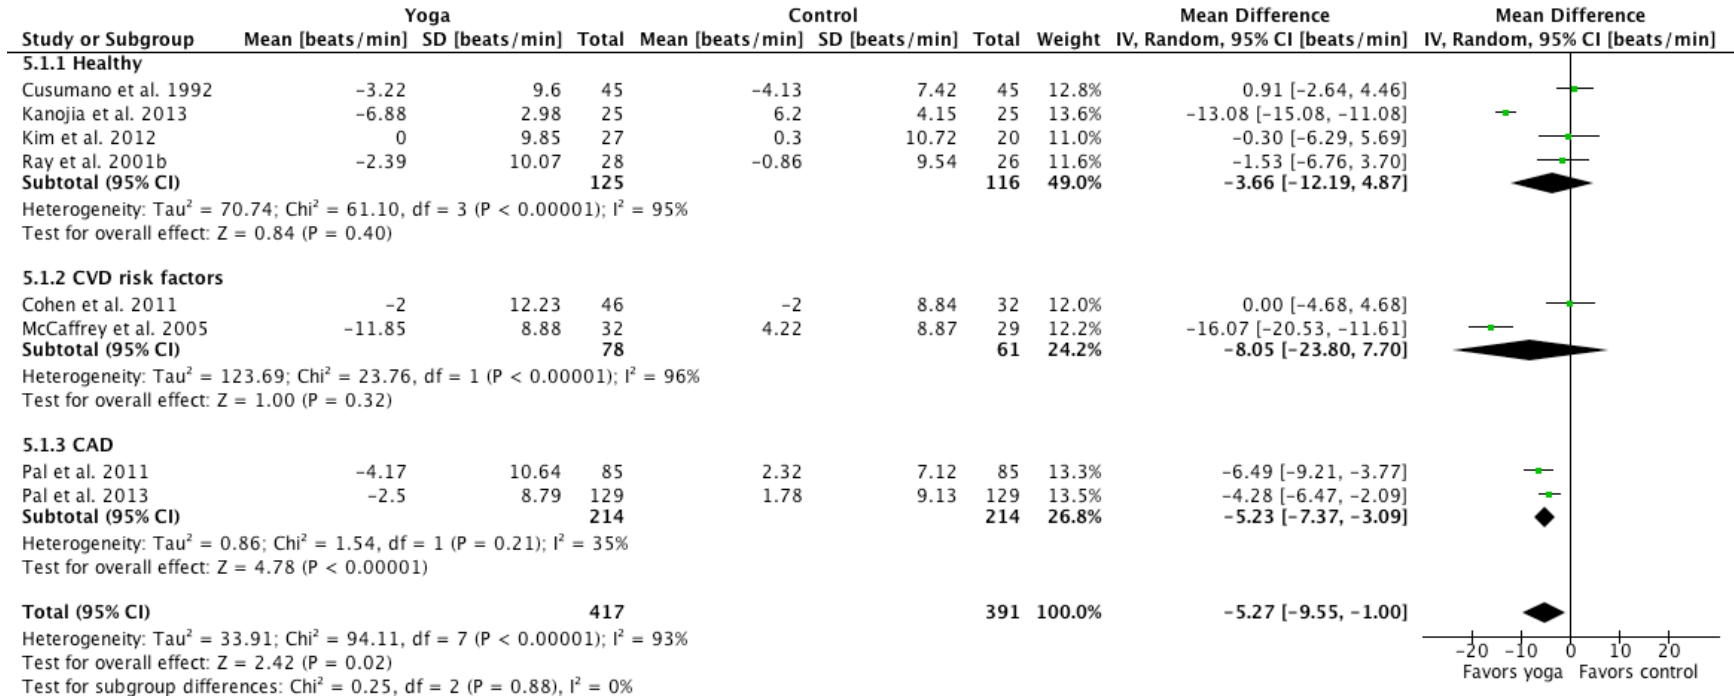 Yoga Control Mean Difference Mean Difference
Study or Subgroup Mean [beats/min] SD [beats/min] Total Mean [beats/min] SD [beats/min] Total Weight IV, Random, 95% CI [beats/min] IV, Random, 95% CI [beats/min]
5.1.1 Healthy
Cusumano et al. 1992 −3.22 9.6 45 −4.13 7.42 45 12.8% 0.91 [−2.64, 4.46]
Kanojia et al. 2013 −6.88 2.98 25 6.2 4.15 25 13.6% −13.08 [−15.08, −11.08]
Kim et al. 2012 0 9.85 27 0.3 10.72 20 11.0% −0.30 [−6.29, 5.69]
Ray et al. 2001b −2.39 10.07 28 −0.86 9.54 26 11.6% −1.53 [−6.76, 3.70]
Subtotal (95% CI) 125 116 49.0% −3.66 [−12.19, 4.87]
Heterogeneity: Tau² = 70.74; Chi² = 61.10, df = 3 (P < 0.00001); I² = 95%
Test for overall effect: Z = 0.84 (P = 0.40)
5.1.2 CVD risk factors
Cohen et al. 2011 −2 12.23 46 −2 8.84 32 12.0% 0.00 [−4.68, 4.68]
McCaffrey et al. 2005 −11.85 8.88 32 4.22 8.87 29 12.2% −16.07 [−20.53, −11.61]
Subtotal (95% CI) 78 61 24.2% −8.05 [−23.80, 7.70]
Heterogeneity: Tau² = 123.69; Chi² = 23.76, df = 1 (P < 0.00001); I² = 96%
Test for overall effect: Z = 1.00 (P = 0.32)
5.1.3 CAD
Pal et al. 2011 −4.17 10.64 85 2.32 7.12 85 13.3% −6.49 [−9.21, −3.77]
Pal et al. 2013 −2.5 8.79 129 1.78 9.13 129 13.5% −4.28 [−6.47, −2.09]
Subtotal (95% CI) 214 214 26.8% −5.23 [−7.37, −3.09]
Heterogeneity: Tau² = 0.86; Chi² = 1.54, df = 1 (P = 0.21); I² = 35%
Test for overall effect: Z = 4.78 (P < 0.00001)
Total (95% CI) 417 391 100.0% −5.27 [−9.55, −1.00]
Heterogeneity: Tau² = 33.91; Chi² = 94.11, df = 7 (P < 0.00001); I² = 93%
Test for overall effect: Z = 2.42 (P = 0.02)
Test for subgroup differences: Chi² = 0.25, df = 2 (P = 0.88), I² = 0%
−20 −10 0 10 20
Favors yoga Favors control